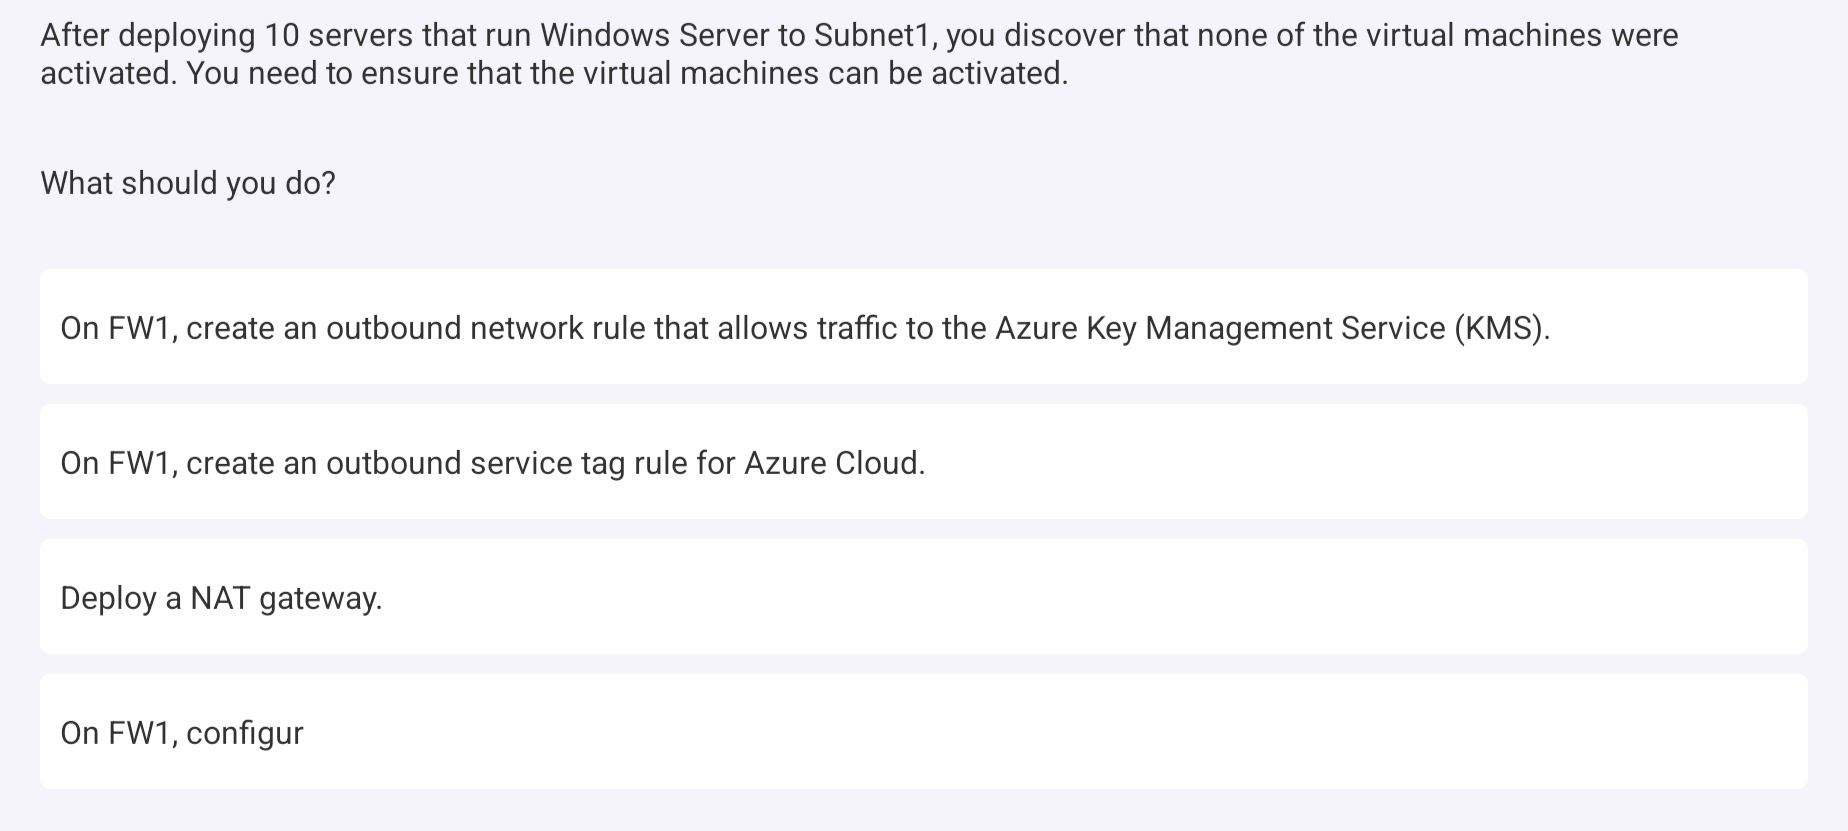 After deploying 10 servers that run Windows Server to Subnet1, you discover that none of the virtual machines were
activated. You need to ensure that the virtual machines can be activated.
What should you do?
On FW1, create an outbound network rule that allows traffic to the Azure Key Management Service (KMS).
On FW1, create an outbound service tag rule for Azure Cloud.
Deploy a NAT gateway.
On FW1, configur